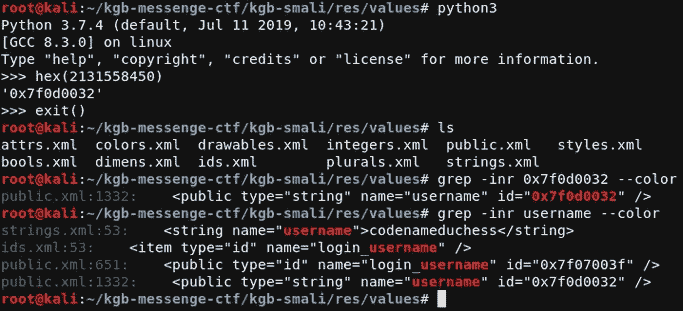 root@kali:~/kgb-messenge-ctf/kgb-smali/res/values# python3
Python 3.7.4 (default, Jul 11 2019, 10:43:21)
[GCC 8.3.0] on linux
Type "help", "copyright", "credits" or "license" for more information.
>>> hex(2131558450)
'0x7f0d0032'
>>> exit()
root@kali:~/kgb-messenge-ctf/kgb-smali/res/values# ls
attrs.xml  colors.xml  drawables.xml  integers.xml  public.xml   styles.xml
bools.xml  dimens.xml  ids.xml        plurals.xml   strings.xml
root@kali:~/kgb-messenge-ctf/kgb-smali/res/values# grep -inr 0x7f0d0032 --color
public.xml:1332:    <public type="string" name="username" id="0x7f0d0032" />
root@kali:~/kgb-messenge-ctf/kgb-smali/res/values# grep -inr username --color
strings.xml:53:    <string name="username">codenameduchess</string>
ids.xml:53:    <item type="id" name="login_username" />
public.xml:651:    <public type="id" name="login_username" id="0x7f07003f" />
public.xml:1332:    <public type="string" name="username" id="0x7f0d0032" />
root@kali:~/kgb-messenge-ctf/kgb-smali/res/values#